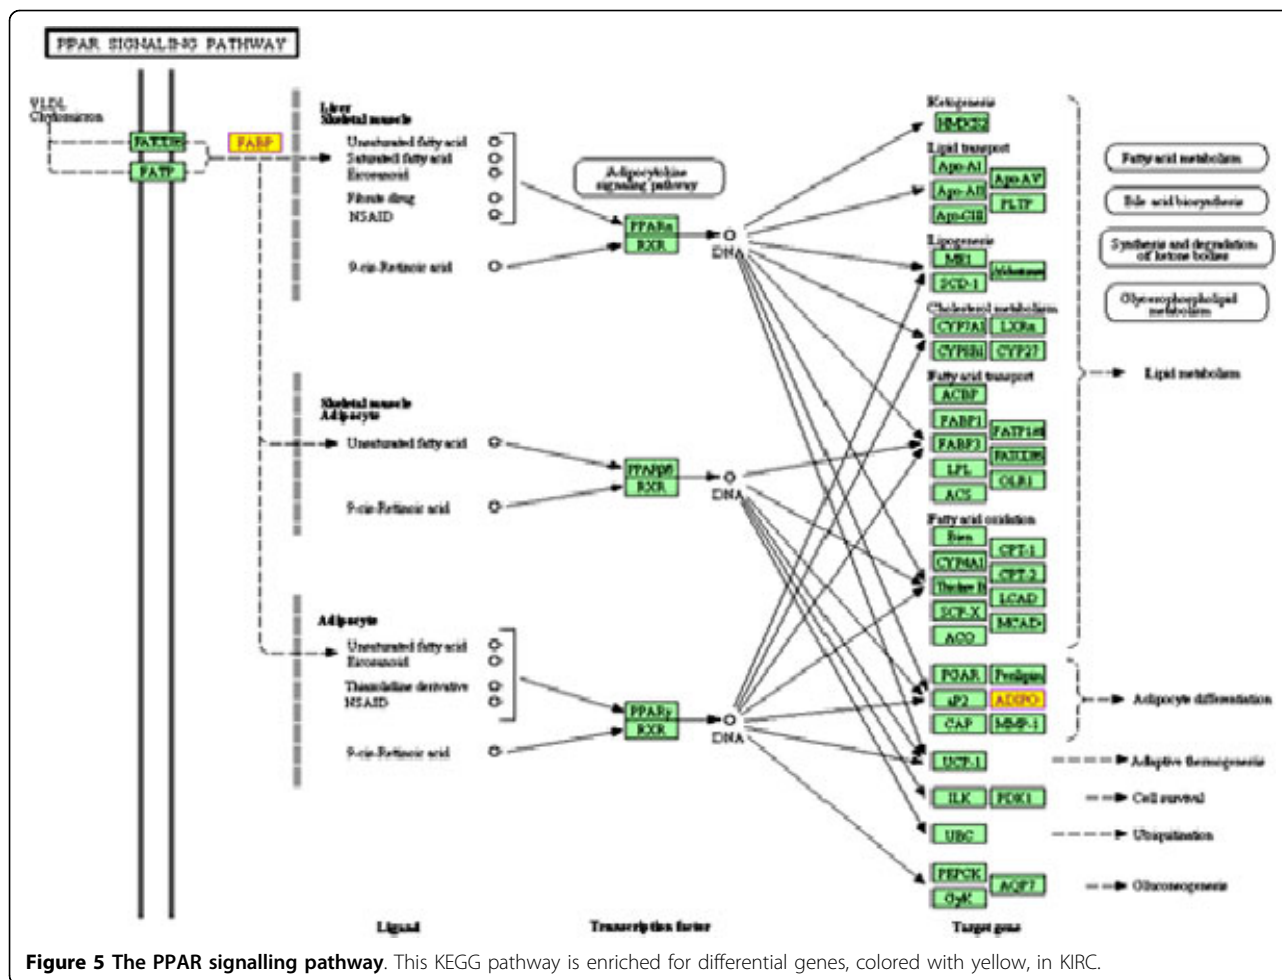 PPAR SIGNALING PATHWAY
VLDL
Chylomicron
FATP
FABP
Liver
Skeletal muscle
Unsaturated fatty acid
Saturated fatty acid
Eicosanoid
Fibrate drug
NSAID
9-cis-Retinoic acid
Adipocytokine
signaling pathway
PPARα
RXR
DNA
Skeletal muscle
Adipocyte
Unsaturated fatty acid
9-cis-Retinoic acid
RXR
DNA
Adipocyte
Unsaturated fatty acid
Eicosanoid
Thiazolidine derivative
NSAID
9-cis-Retinoic acid
PPARγ
RXR
DNA
Ketogenesis
HMGCS2
Lipid transport
Apo-AI
Apo-AII
Apo-AV
PLTP
Apo-CIII
Lipogenesis
ME1
SCD-1
Cholesterol metabolism
CYP7A1 LXRα
CYP8B1 CYP27
Fatty acid transport
ACBP
FABP1
FABP3
LPL
OLR1
ACS
Fatty acid oxidation
Bien
CYP4A1
CPT-1
CPT-2
LCAD
SCP-X
MCAD
ACO
PGAR Perilipin
aP2 ADIPO
CAP MMP-1
UCP-1
ILK PDK1
UBC
PEPCK
AQP7
GyK
Fatty acid metabolism
Bile acid biosynthesis
Synthesis and degradation
of ketone bodies
Glycerophospholipid
metabolism
Lipid metabolism
Adipocyte differentiation
Adaptive thermogenesis
Cell survival
Ubiquitination
Gluconeogenesis
Ligand
Transcription factor
Target gene
Figure 5 The PPAR signalling pathway. This KEGG pathway is enriched for differential genes, colored with yellow, in KIRC.